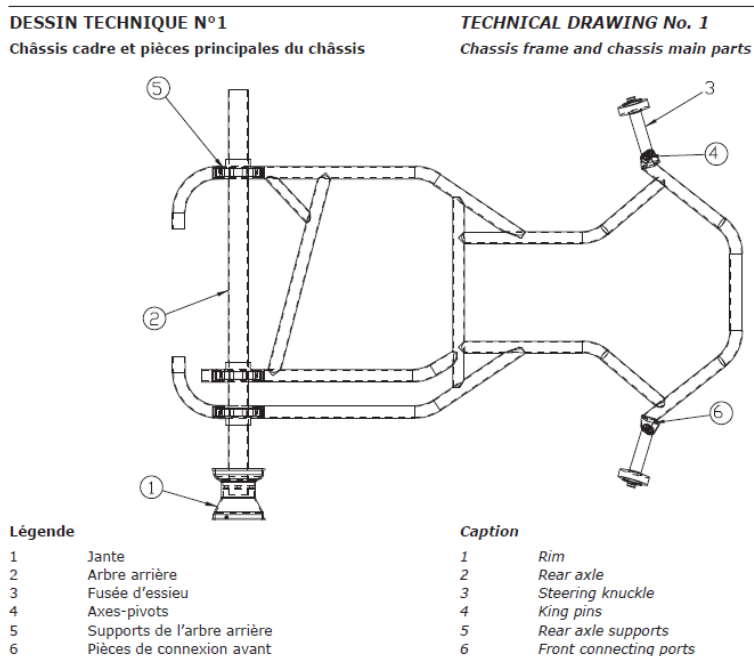 DESSIN TECHNIQUE N°1
Châssis cadre et pièces principales du châssis
TECHNICAL DRAWING No. 1
Chassis frame and chassis main parts
5
3
4
2
6
1
Légende
1 Jante
2 Arbre arrière
3 Fusée d'essieu
4 Axes-pivots
5 Supports de l'arbre arrière
6 Pièces de connexion avant
Caption
1 Rim
2 Rear axle
3 Steering knuckle
4 King pins
5 Rear axle supports
6 Front connecting ports